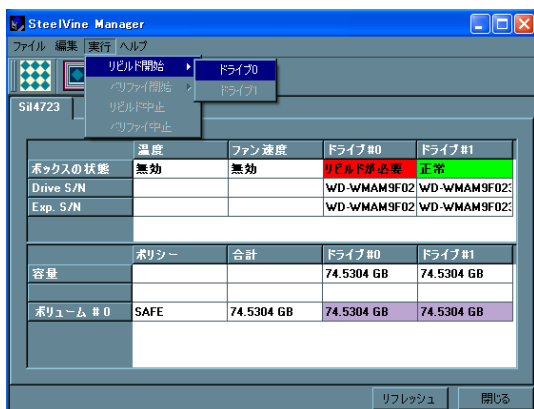 SteelVine Manager
ファイル 編集 実行 ヘルプ
リビルド開始
ベリファイ開始
リビルド中止
ベリファイ中止
ドライブ0
ドライブ1
SiI4723
温度 ファン速度 ドライブ#0 ドライブ#1
ボックスの状態 無効 無効 リビルドが必要 正常
Drive S/N WD-WMAM9F02 WD-WMAM9F023
Exp. S/N WD-WMAM9F02 WD-WMAM9F023
ポリシー 合計 ドライブ#0 ドライブ#1
容量 74.5304 GB 74.5304 GB
ボリューム #0 SAFE 74.5304 GB 74.5304 GB 74.5304 GB
リフレッシュ 閉じる